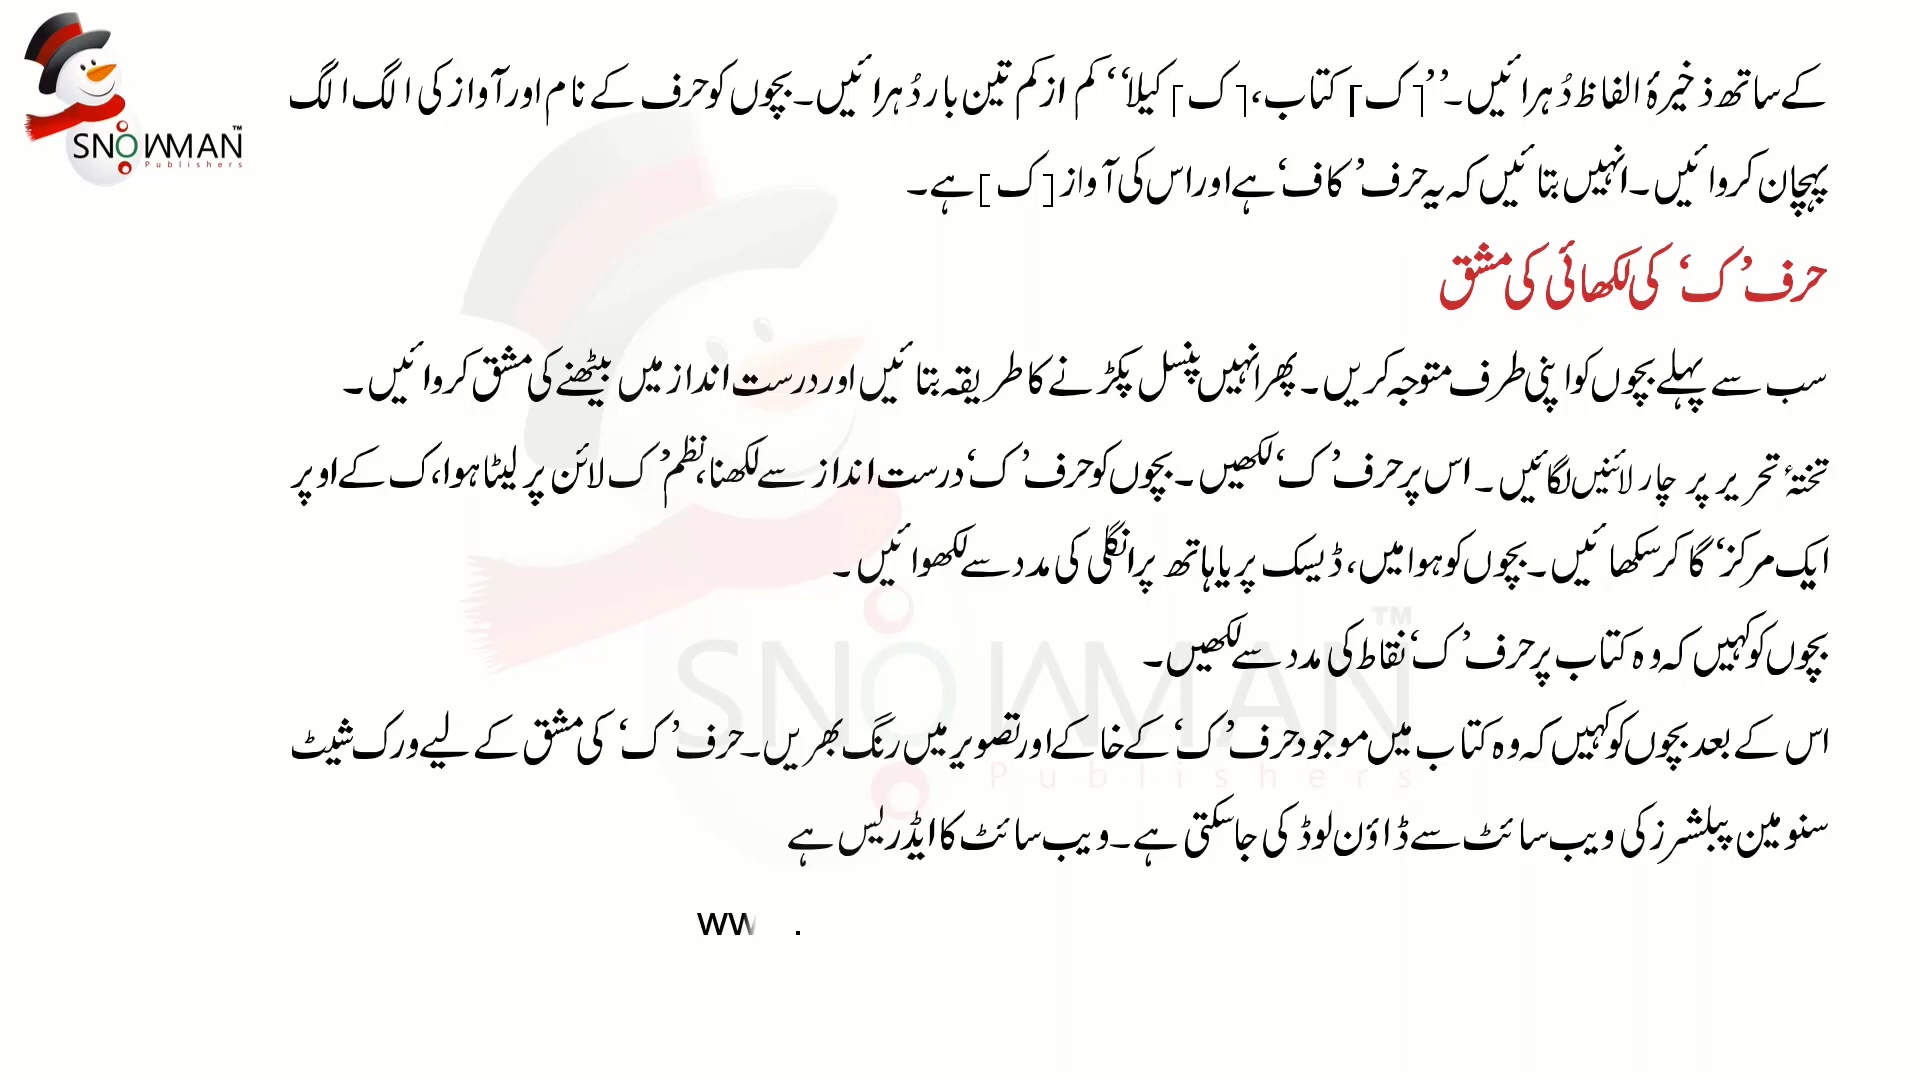 SNOWMAN™
Publishers
کے ساتھ ذخیرۂ الفاظ دُہرائیں۔ ”[ک] کتاب، [ک] کیلا“ کم از کم تین بار دُہرائیں۔ بچوں کو حرف کے نام اور آواز کی الگ الگ
پہچان کروائیں۔ انہیں بتائیں کہ یہ حرف ’کاف‘ ہے اور اس کی آواز [ک] ہے۔
حرف ’ک‘ کی لکھائی کی مشق
سب سے پہلے بچوں کو اپنی طرف متوجہ کریں۔ پھر انہیں پنسل پکڑنے کا طریقہ بتائیں اور درست انداز میں بیٹھنے کی مشق کروائیں۔
تختۂ تحریر پر چار لائنیں لگائیں۔ اس پر حرف ’ک‘ لکھیں۔ بچوں کو حرف ’ک‘ درست انداز سے لکھنا، نظم ’ک لائن پر لیٹا ہوا، ک کے اوپر
ایک مرکز‘ گا کر سکھائیں۔ بچوں کو ہوا میں، ڈیسک پر یا ہاتھ پر انگلی کی مدد سے لکھوائیں۔
بچوں کو کہیں کہ وہ کتاب پر حرف ’ک‘ نقاط کی مدد سے لکھیں۔
اس کے بعد بچوں کو کہیں کہ وہ کتاب میں موجود حرف ’ک‘ کے خاکے اور تصویر میں رنگ بھریں۔ حرف ’ک‘ کی مشق کے لیے ورک شیٹ
سنومین پبلشرز کی ویب سائٹ سے ڈاؤن لوڈ کی جا سکتی ہے۔ ویب سائٹ کا ایڈریس ہے
ww .
SNOWMAN™
Publishers